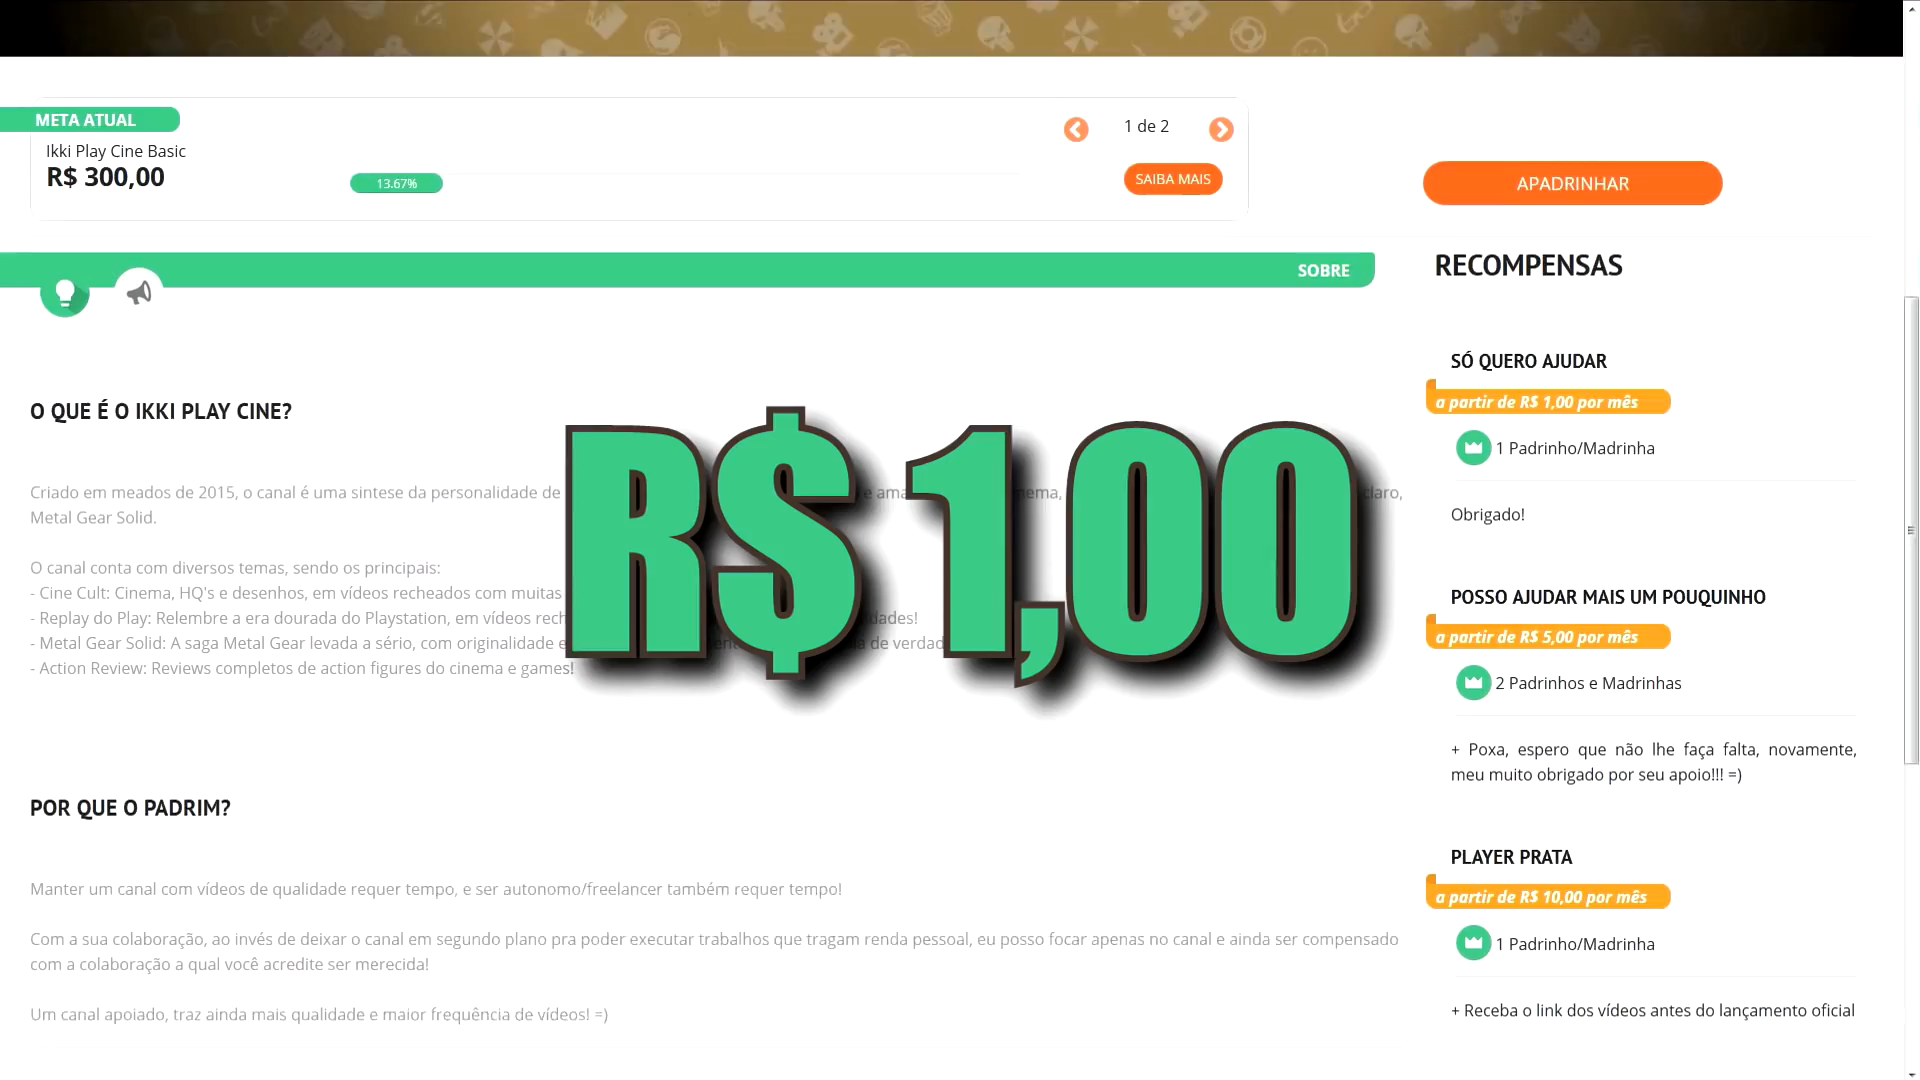 META ATUAL
Ikki Play Cine Basic
R$ 300,00
13.67%
1 de 2
SAIBA MAIS
APADRINHAR
SOBRE
O QUE É O IKKI PLAY CINE?
Criado em meados de 2015, o canal é uma sintese da personalidade de
Metal Gear Solid.
O canal conta com diversos temas, sendo os principais:
- Cine Cult: Cinema, HQ's e desenhos, em vídeos recheados com muitas
- Replay do Play: Relembre a era dourada do Playstation, em vídeos
- Metal Gear Solid: A saga Metal Gear levada a sério, com originalidade e de
- Action Review: Reviews completos de action figures do cinema e games!
R$ 1,00
POR QUE O PADRIM?
Manter um canal com vídeos de qualidade requer tempo, e ser autonomo/freelancer também requer tempo!
Com a sua colaboração, ao invés de deixar o canal em segundo plano pra poder executar trabalhos que tragam renda pessoal, eu posso focar apenas no canal e ainda ser compensado
com a colaboração a qual você acredite ser merecida!
Um canal apoiado, traz ainda mais qualidade e maior frequência de vídeos! =)
RECOMPENSAS
SÓ QUERO AJUDAR
a partir de R$ 1,00 por mês
1 Padrinho/Madrinha
Obrigado!
POSSO AJUDAR MAIS UM POUQUINHO
a partir de R$ 5,00 por mês
2 Padrinhos e Madrinhas
+ Poxa, espero que não lhe faça falta, novamente,
meu muito obrigado por seu apoio!!! =)
PLAYER PRATA
a partir de R$ 10,00 por mês
1 Padrinho/Madrinha
+ Receba o link dos vídeos antes do lançamento oficial